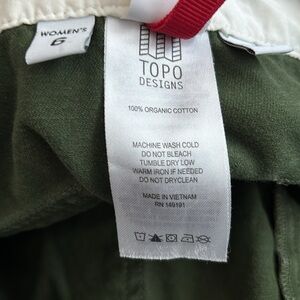 WOMEN'S
6
TOPO
DESIGNS
100% ORGANIC COTTON
MACHINE WASH COLD
DO NOT BLEACH
TUMBLE DRY LOW
WARM IRON IF NEEDED
DO NOT DRYCLEAN
MADE IN VIETNAM
RN 149191